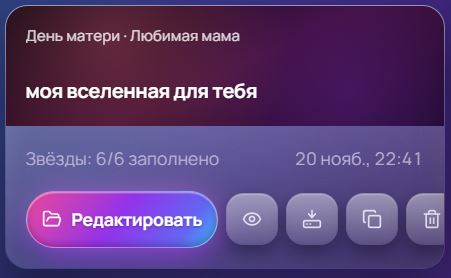 День матери · Любимая мама
моя вселенная для тебя
Звёзды: 6/6 заполнено
20 нояб., 22:41
Редактировать